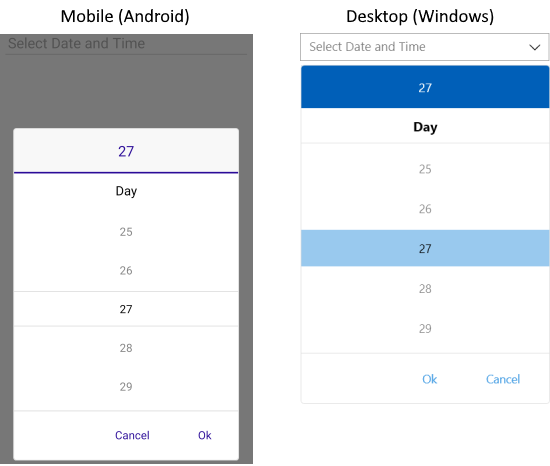 Mobile (Android)
Select Date and Time
27
Day
25
26
27
28
29
Cancel Ok
Desktop (Windows)
Select Date and Time
27
Day
25
26
27
28
29
Ok Cancel